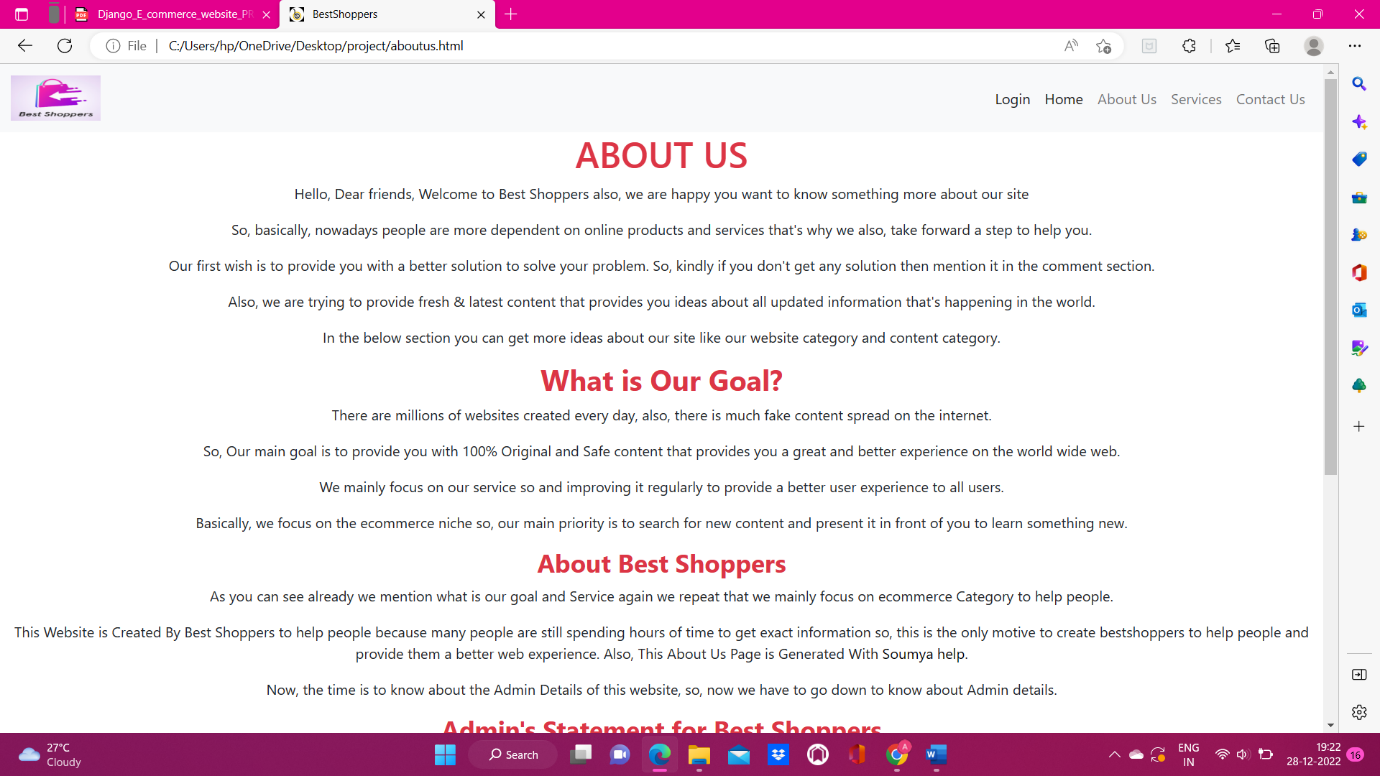 Django_E_commerce_website_PR
BestShoppers
File
C:/Users/hp/OneDrive/Desktop/project/aboutus.html
Best Shoppers
Login Home About Us Services Contact Us
ABOUT US
Hello, Dear friends, Welcome to Best Shoppers also, we are happy you want to know something more about our site
So, basically, nowadays people are more dependent on online products and services that's why we also, take forward a step to help you.
Our first wish is to provide you with a better solution to solve your problem. So, kindly if you don't get any solution then mention it in the comment section.
Also, we are trying to provide fresh & latest content that provides you ideas about all updated information that's happening in the world.
In the below section you can get more ideas about our site like our website category and content category.
What is Our Goal?
There are millions of websites created every day, also, there is much fake content spread on the internet.
So, Our main goal is to provide you with 100% Original and Safe content that provides you a great and better experience on the world wide web.
We mainly focus on our service so and improving it regularly to provide a better user experience to all users.
Basically, we focus on the ecommerce niche so, our main priority is to search for new content and present it in front of you to learn something new.
About Best Shoppers
As you can see already we mention what is our goal and Service again we repeat that we mainly focus on ecommerce Category to help people.
This Website is Created By Best Shoppers to help people because many people are still spending hours of time to get exact information so, this is the only motive to create bestshoppers to help people and
provide them a better web experience. Also, This About Us Page is Generated With Soumya help.
Now, the time is to know about the Admin Details of this website, so, now we have to go down to know about Admin details.
Admin's Statement for Best Shoppers
27°C
Cloudy
Search
ENG
IN
19:22
28-12-2022
16